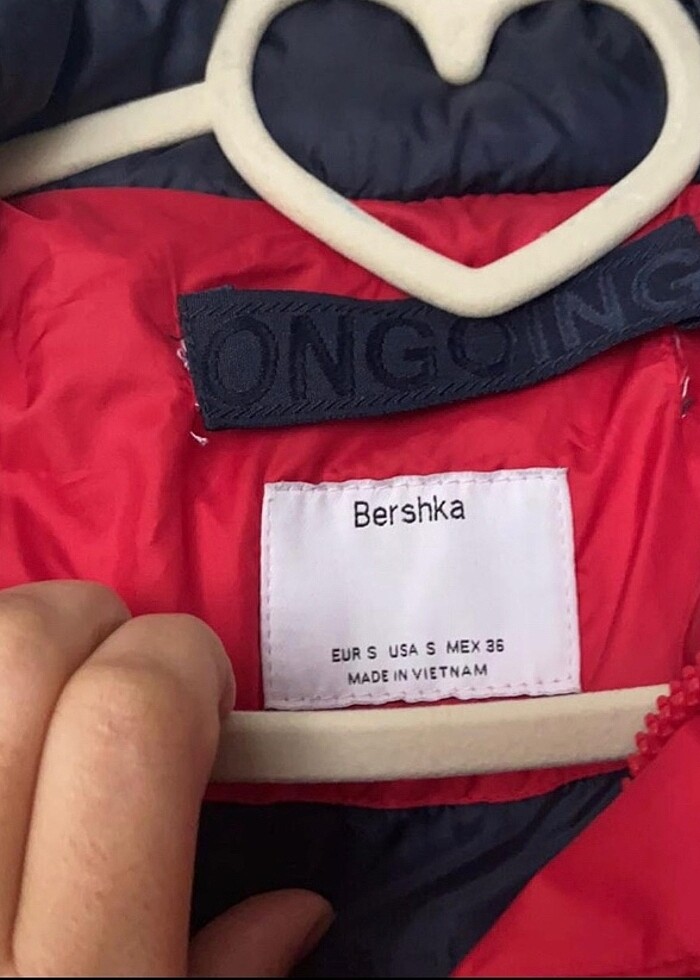 ONGOING
Bershka
EUR S USA S MEX 36
MADE IN VIETNAM